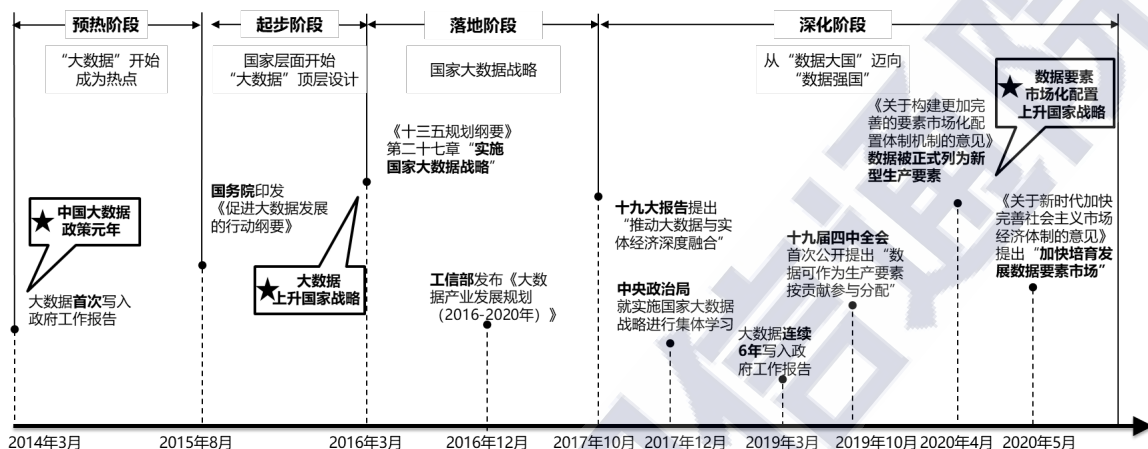 预热阶段
起步阶段
落地阶段
深化阶段
“大数据”开始
成为热点
国家层面开始
“大数据”顶层设计
国家大数据战略
从“数据大国”迈向
“数据强国”
中国大数据
政策元年
大数据首次写入
政府工作报告
国务院印发
《促进大数据发展
的行动纲要》
大数据
上升国家战略
《十三五规划纲要》
第二十七章“实施
国家大数据战略”
工信部发布《大数
据产业发展规划
（2016-2020年）》
十九大报告提出
“推动大数据与实
体经济深度融合”
中央政治局
就实施国家大数据
战略进行集体学习
大数据连续
6年写入政
府工作报告
十九届四中全会
首次公开提出“数
据可作为生产要素
按贡献参与分配”
《关于构建更加完
善的要素市场化配
置体制机制的意见》
数据被正式列为新
型生产要素
数据要素
市场化配置
上升国家战略
《关于新时代加快
完善社会主义市场
经济体制的意见》
提出“加快培育发
展数据要素市场”
2014年3月
2015年8月
2016年3月
2016年12月
2017年10月
2017年12月
2019年3月
2019年10月
2020年4月
2020年5月
信通院